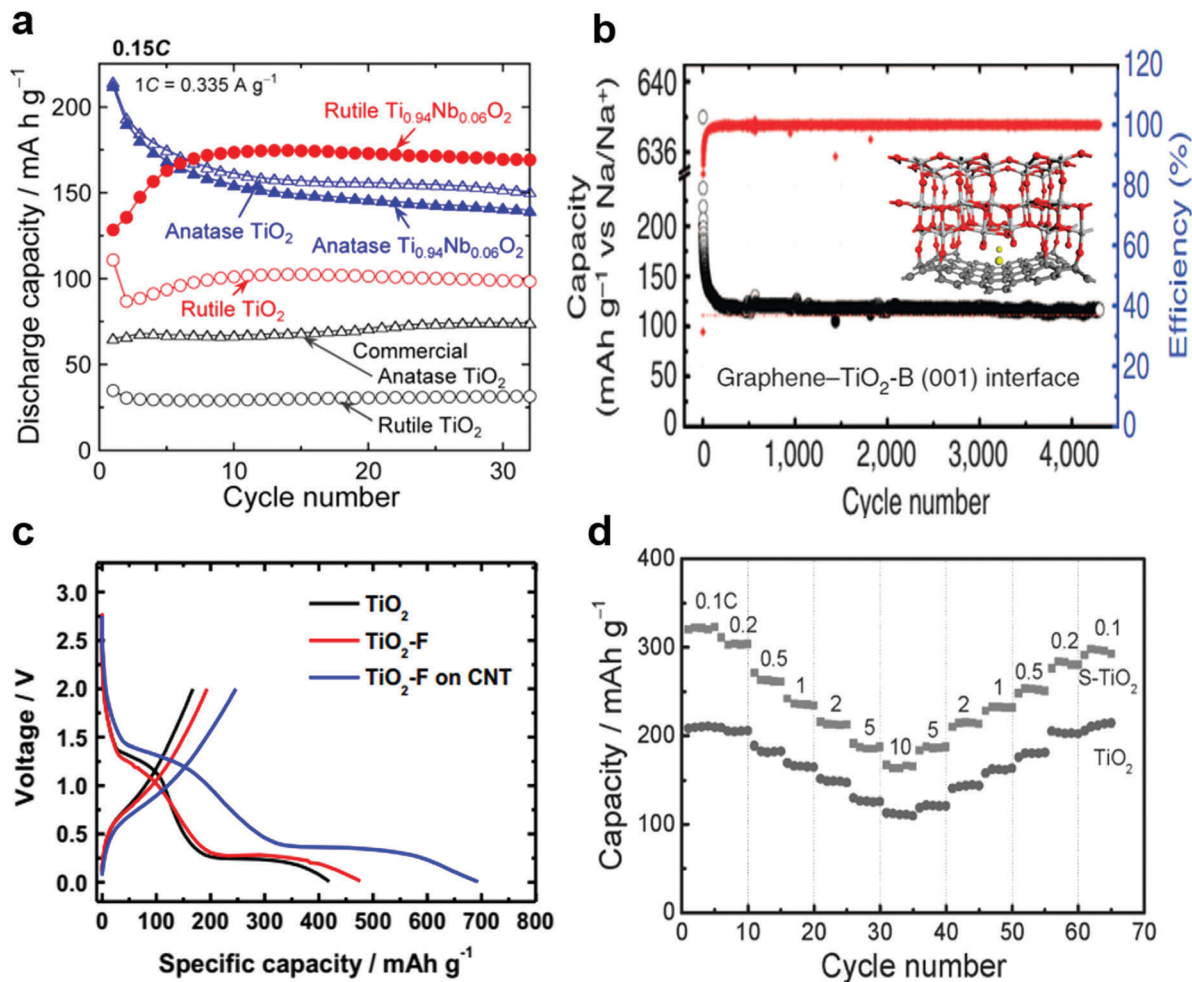 a
0.15C
1C = 0.335 A g⁻¹
Rutile Ti₀.₉₄Nb₀.₀₆O₂
Anatase TiO₂
Anatase Ti₀.₉₄Nb₀.₀₆O₂
Rutile TiO₂
Commercial
Anatase TiO₂
Rutile TiO₂
Discharge capacity / mA h g⁻¹
200
150
100
50
0
0 10 20 30
Cycle number
b
Capacity
(mAh g⁻¹ vs Na/Na⁺)
640
636
200
150
100
50
0
120
100
80
60
40
20
0
Efficiency (%)
Graphene–TiO₂-B (001) interface
0 1,000 2,000 3,000 4,000
Cycle number
c
Voltage / V
3.0
2.5
2.0
1.5
1.0
0.5
0.0
TiO₂
TiO₂-F
TiO₂-F on CNT
0 100 200 300 400 500 600 700 800
Specific capacity / mAh g⁻¹
d
Capacity / mAh g⁻¹
400
300
200
100
0
0.1C
0.2
0.5
1
2
5
10
5
2
1
0.5
0.2
0.1
S-TiO₂
TiO₂
0 10 20 30 40 50 60 70
Cycle number